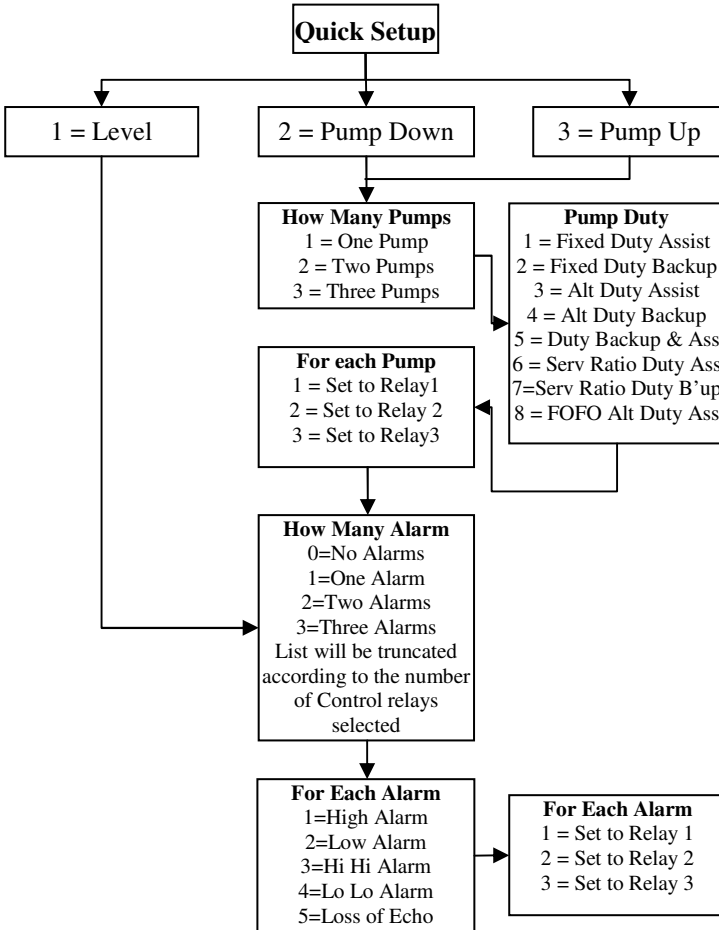 Quick Setup
1 = Level
2 = Pump Down
3 = Pump Up
How Many Pumps
1 = One Pump
2 = Two Pumps
3 = Three Pumps
Pump Duty
1 = Fixed Duty Assist
2 = Fixed Duty Backup
3 = Alt Duty Assist
4 = Alt Duty Backup
5 = Duty Backup & Ass
6 = Serv Ratio Duty Ass
7=Serv Ratio Duty B'up
8 = FOFO Alt Duty Ass
For each Pump
1 = Set to Relay1
2 = Set to Relay 2
3 = Set to Relay3
How Many Alarm
0=No Alarms
1=One Alarm
2=Two Alarms
3=Three Alarms
List will be truncated
according to the number
of Control relays
selected
For Each Alarm
1=High Alarm
2=Low Alarm
3=Hi Hi Alarm
4=Lo Lo Alarm
5=Loss of Echo
For Each Alarm
1 = Set to Relay 1
2 = Set to Relay 2
3 = Set to Relay 3